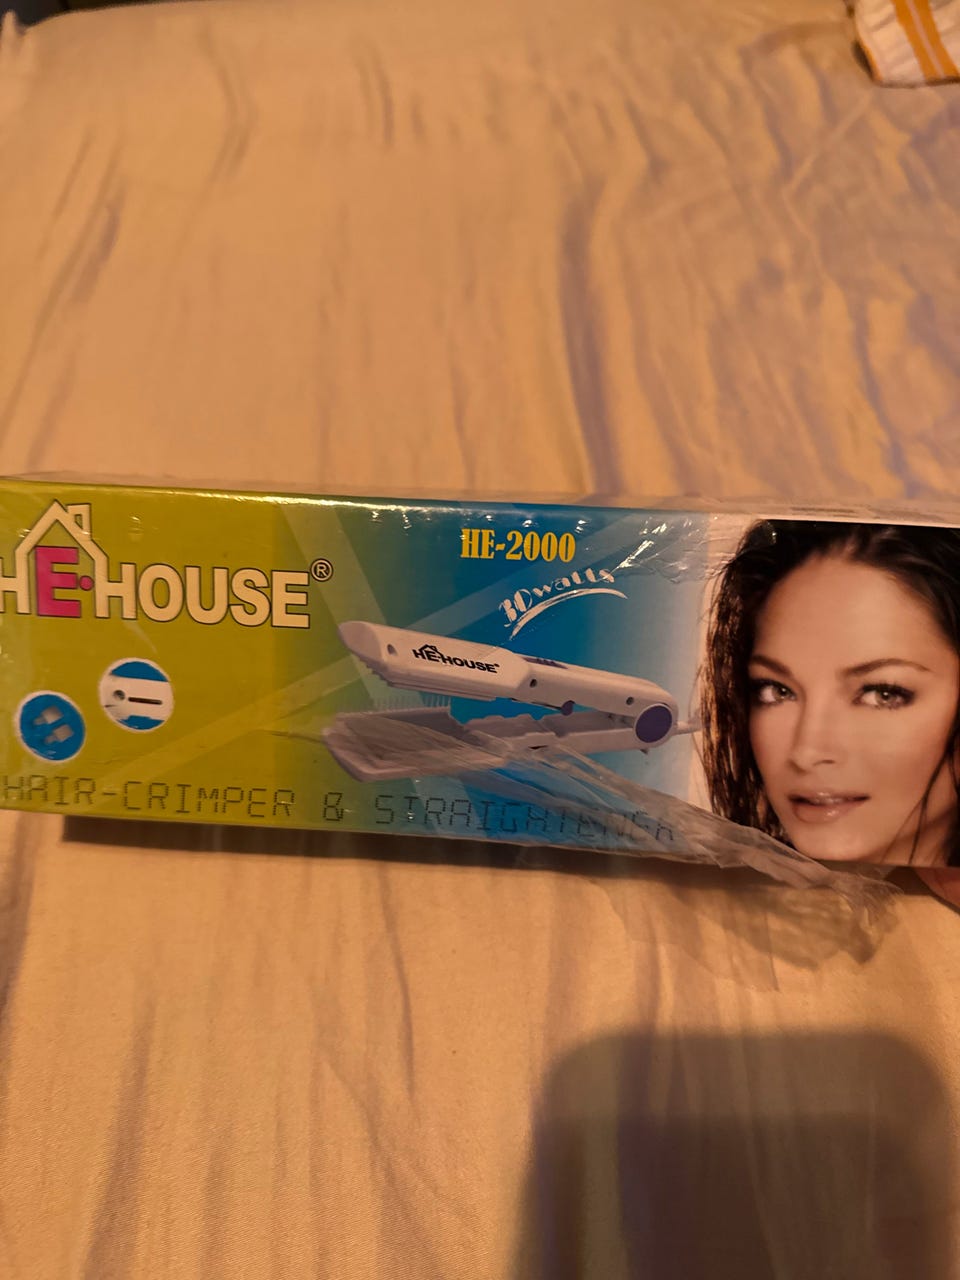 HE·HOUSE®
HE-2000
30watts
HE·HOUSE®
HAIR-CRIMPER & STRAIGHTENER